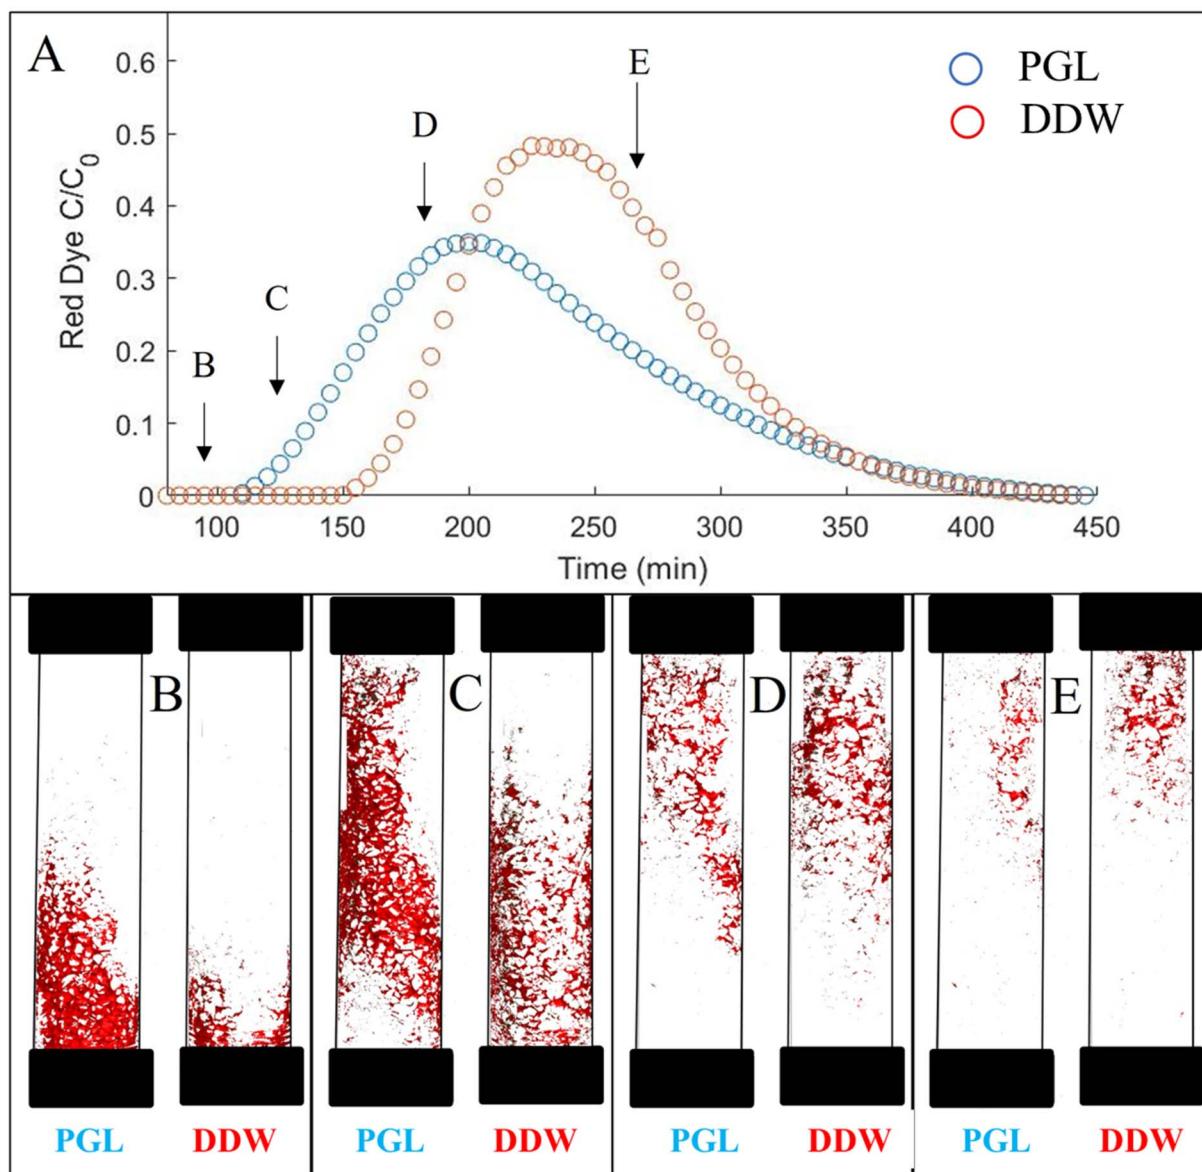 A
Red Dye C/C0
0.6
0.5
0.4
0.3
0.2
0.1
0
100 150 200 250 300 350 400 450
Time (min)
B
C
D
E
PGL
DDW
B
C
D
E
PGL DDW PGL DDW PGL DDW PGL DDW